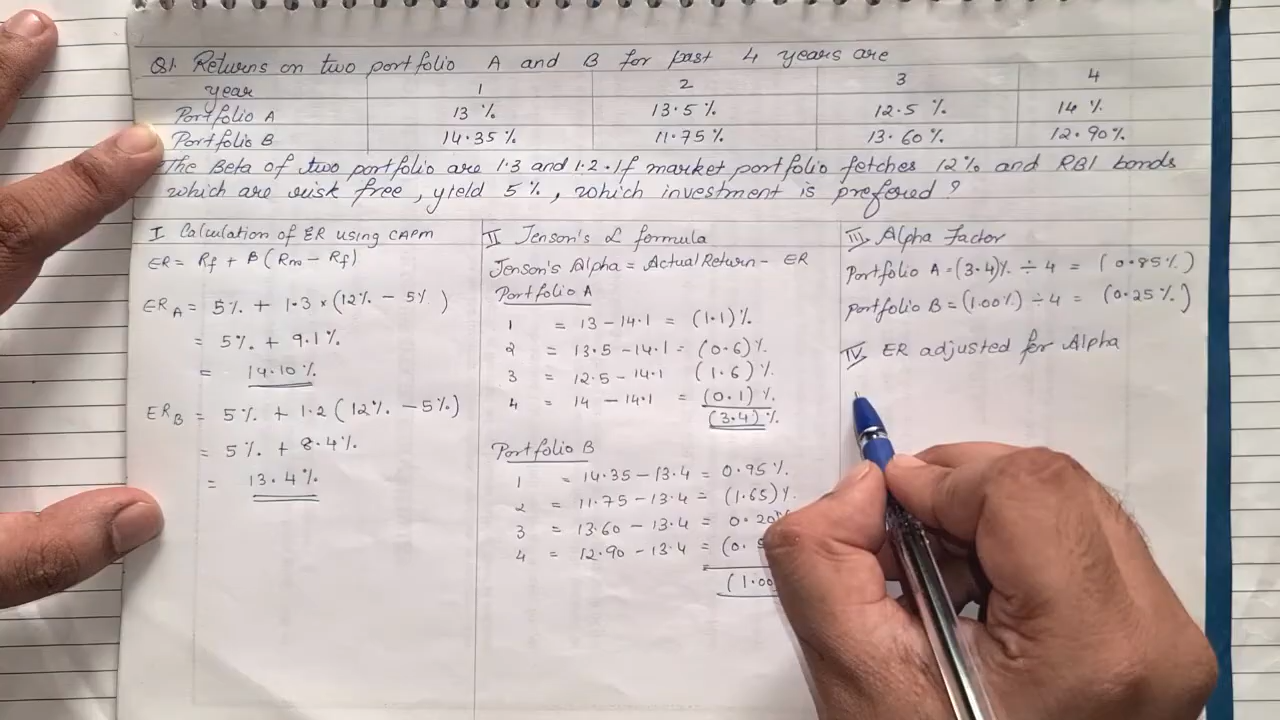 Q1. Returns on two portfolio A and B for past 4 years are
year 1 2 3 4
Portfolio A 13 % 13.5 % 12.5 % 14 %
Portfolio B 14.35 % 11.75 % 13.60 % 12.90 %
The Beta of two portfolio are 1.3 and 1.2. If market portfolio fetches 12 % and RBI bonds
which are risk free, yield 5 %, which investment is prefered ?
I Calculation of ER using CAPM
ER = Rf + B (Rm - Rf)
ER A = 5% + 1.3 × (12% - 5%)
= 5% + 9.1%
= 14.10 %
ER B = 5% + 1.2 (12% - 5%)
= 5% + 8.4%
= 13.4 %
II Jenson's α formula
Jenson's Alpha = Actual Return - ER
Portfolio A
1 = 13 - 14.1 = (1.1) %
2 = 13.5 - 14.1 = (0.6) %
3 = 12.5 - 14.1 (1.6) %
4 = 14 - 14.1 = (0.1) %
(3.4) %
Portfolio B
1 = 14.35 - 13.4 = 0.95 %
2 = 11.75 - 13.4 = (1.65) %
3 = 13.60 - 13.4 = 0.20%
4 = 12.90 - 13.4 = (0.
(1.00
III Alpha Factor
Portfolio A = (3.4)% ÷ 4 = (0.85%)
Portfolio B = (1.00%) ÷ 4 = (0.25%)
IV ER adjusted for Alpha